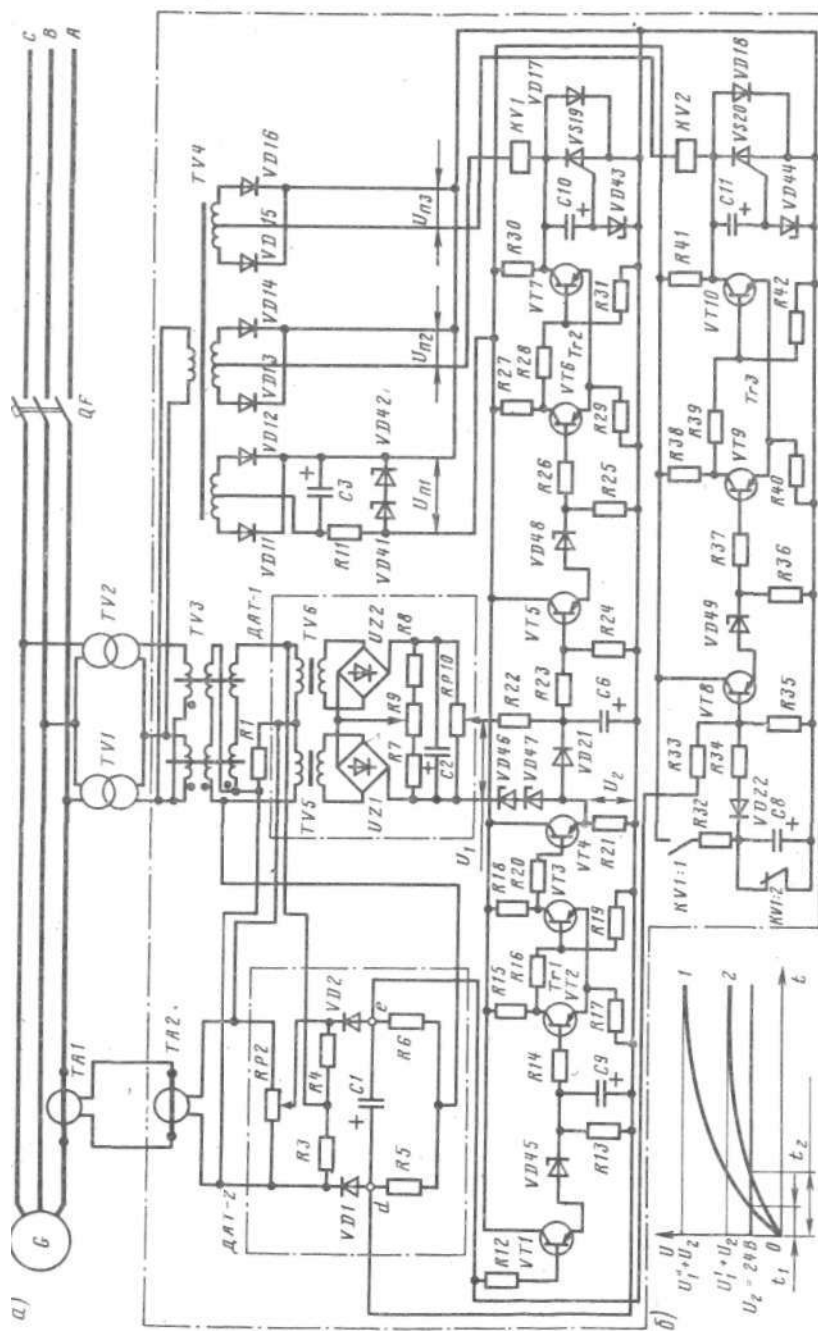 а)
G
C
B
A
QF
TA1
TA2
TV1
TV2
TV3
TV4
ДАТ-1
ДАТ-2
R1
VD11
VD12
VD13
VD14
VD15
VD16
C3
R11
VD41
VD42
Uп1
Uп2
Uп3
RP2
R3
R4
VD1
VD2
d
e
C1
R5
R6
TV5
TV6
UZ1
UZ2
R7
R9
R8
C2
RP10
U1
VD46
VD47
U2
R22
VD21
R23
C6
R24
VT5
VD48
R26
R25
R27
R28
VT6
Tr2
R29
R30
VT7
R31
C10
VD43
VS19
VD17
KV1
R12
VT1
VD45
R13
R14
C9
R15
R16
Tr1
VT2
R17
R18
R20
VT3
R19
VT4
R21
KV1:1
KV1:2
R32
R33
VD22
C8
R34
R35
VT8
VD49
R37
R36
R38
R39
VT9
Tr3
R40
R41
VT10
R42
C11
VD44
VS20
VD18
KV2
б)
U
U1''+U2
U1'+U2
U2=24В
0
t1
t2
t
1
2